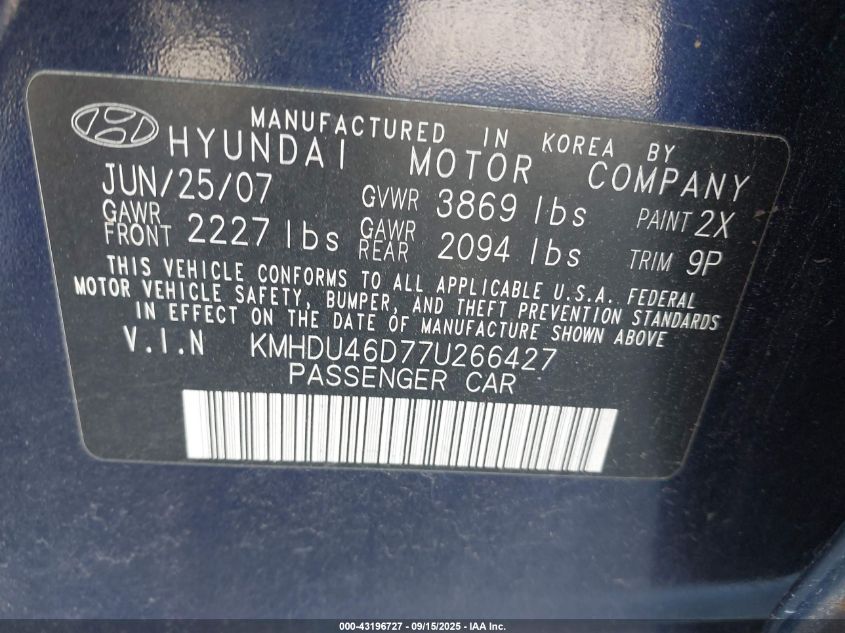 MANUFACTURED IN KOREA BY
HYUNDAI MOTOR COMPANY
JUN/25/07 GVWR 3869 lbs PAINT 2X
GAWR FRONT 2227 lbs GAWR REAR 2094 lbs TRIM 9P
THIS VEHICLE CONFORMS TO ALL APPLICABLE U.S.A. FEDERAL
MOTOR VEHICLE SAFETY, BUMPER, AND THEFT PREVENTION STANDARDS
IN EFFECT ON THE DATE OF MANUFACTURE SHOWN ABOVE
V.I.N KMHDU46D77U266427
PASSENGER CAR
000-43196727 - 09/15/2025 - IAA Inc.